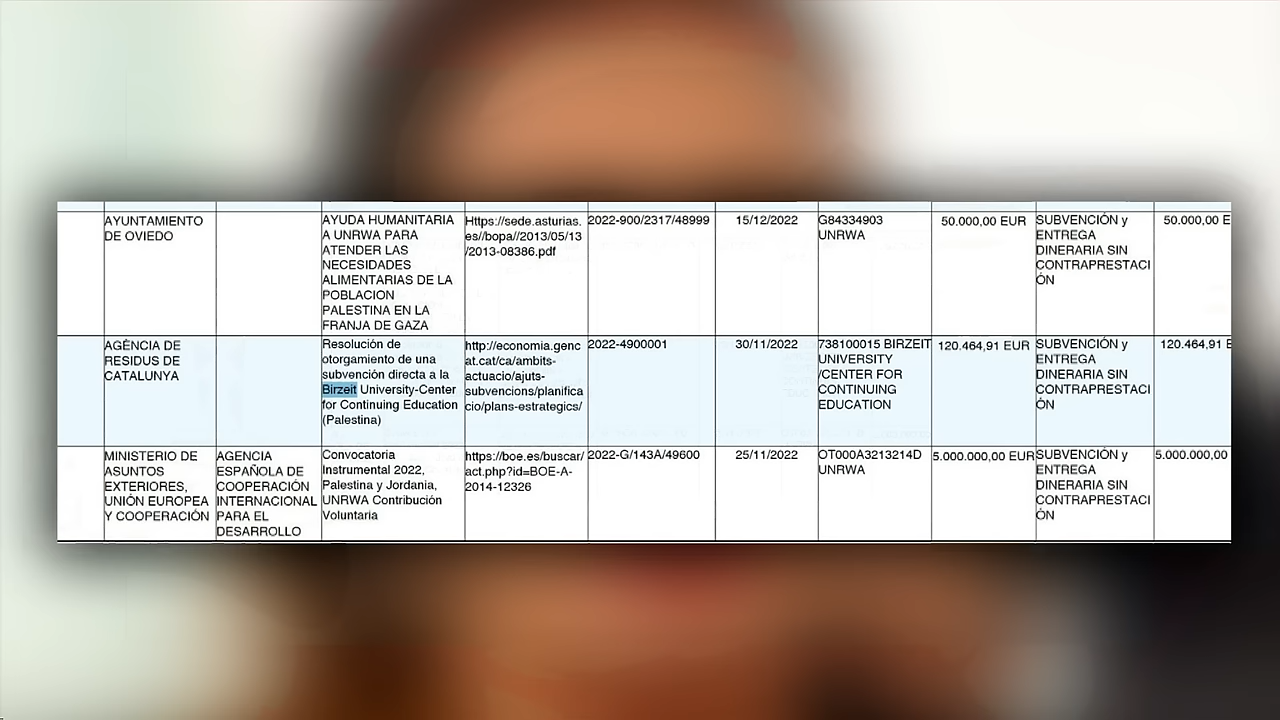 AYUNTAMIENTO
DE OVIEDO
AYUDA HUMANITARIA
A UNRWA PARA
ATENDER LAS
NECESIDADES
ALIMENTARIAS DE LA
POBLACION
PALESTINA EN LA
FRANJA DE GAZA
Https://sede.asturias.
es//bopa//2013/05/13
/2013-08386.pdf
2022-900/2317/48999
15/12/2022
G84334903
UNRWA
50.000,00 EUR
SUBVENCIÓN y
ENTREGA
DINERARIA SIN
CONTRAPRESTACI
ÓN
50.000,00 E
AGÈNCIA DE
RESIDUS DE
CATALUNYA
Resolución de
otorgamiento de una
subvención directa a la
Birzeit University-Center
for Continuing Education
(Palestina)
http://economia.genc
at.cat/ca/ambits-
actuacio/ajuts-
subvencions/planifica
cio/plans-estrategics/
2022-4900001
30/11/2022
738100015 BIRZEIT
UNIVERSITY
/CENTER FOR
CONTINUING
EDUCATION
120.464,91 EUR
SUBVENCIÓN y
ENTREGA
DINERARIA SIN
CONTRAPRESTACI
ÓN
120.464,91 E
MINISTERIO DE
ASUNTOS
EXTERIORES,
UNIÓN EUROPEA
Y COOPERACIÓN
AGENCIA
ESPAÑOLA DE
COOPERACIÓN
INTERNACIONAL
PARA EL
DESARROLLO
Convocatoria
Instrumental 2022,
Palestina y Jordania,
UNRWA Contribución
Voluntaria
https://boe.es/buscar/
act.php?id=BOE-A-
2014-12326
2022-G/143A/49600
25/11/2022
OT000A3213214D
UNRWA
5.000.000,00 EUR
SUBVENCIÓN y
ENTREGA
DINERARIA SIN
CONTRAPRESTACI
ÓN
5.000.000,00